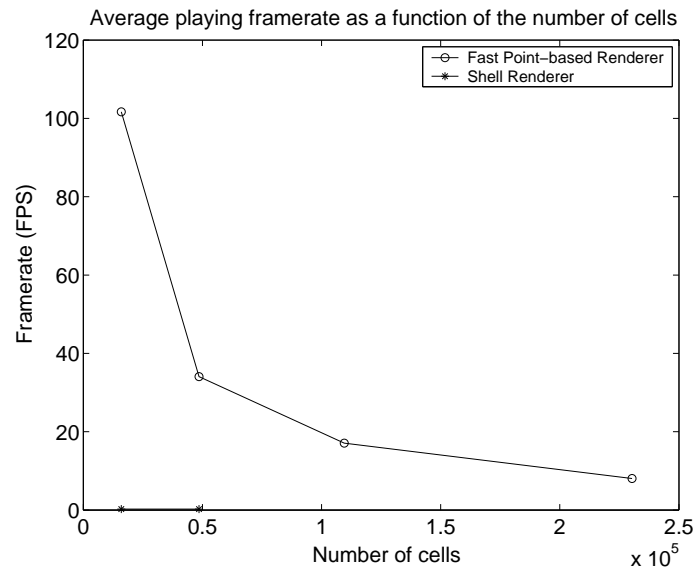 Average playing framerate as a function of the number of cells
Fast Point−based Renderer
Shell Renderer
Framerate (FPS)
120
100
80
60
40
20
0
0 0.5 1 1.5 2 2.5
x 10^5
Number of cells